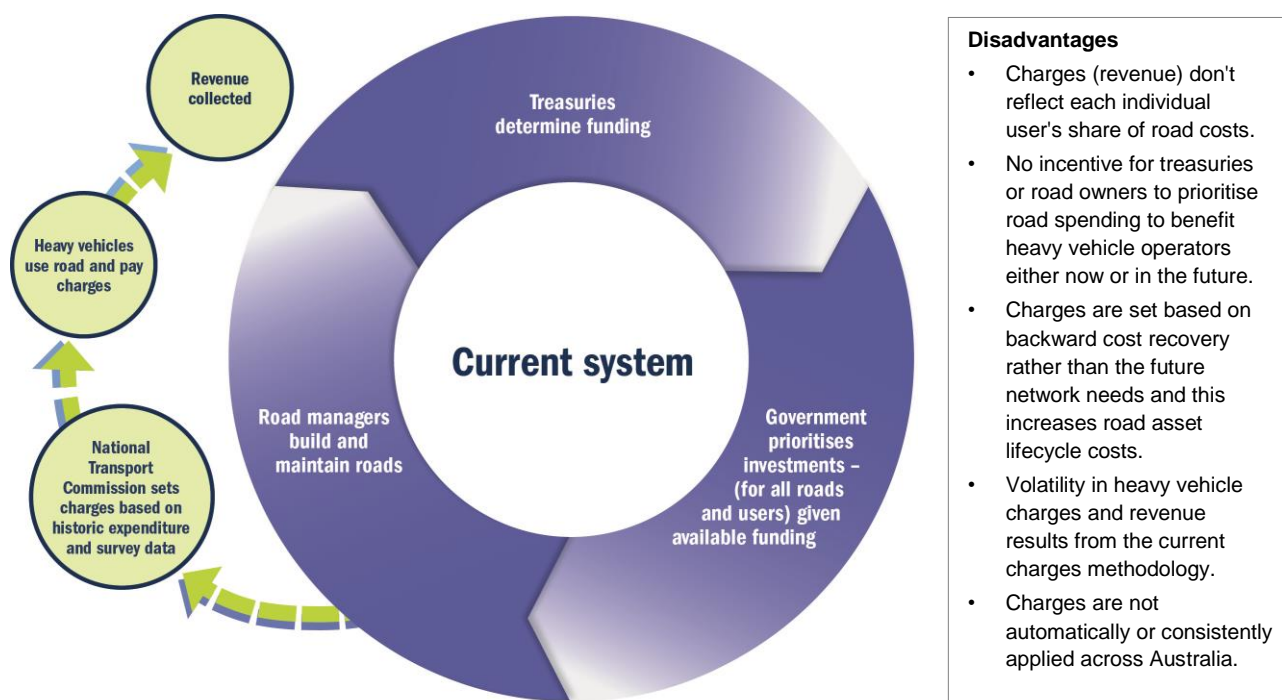 Revenue
collected
Heavy vehicles
use road and pay
charges
National
Transport
Commission sets
charges based on
historic expenditure
and survey data
Treasuries
determine funding
Current system
Road managers
build and
maintain roads
Government
prioritises
investments –
(for all roads
and users) given
available funding
Disadvantages
• Charges (revenue) don't
reflect each individual
user's share of road costs.
• No incentive for treasuries
or road owners to prioritise
road spending to benefit
heavy vehicle operators
either now or in the future.
• Charges are set based on
backward cost recovery
rather than the future
network needs and this
increases road asset
lifecycle costs.
• Volatility in heavy vehicle
charges and revenue
results from the current
charges methodology.
• Charges are not
automatically or consistently
applied across Australia.